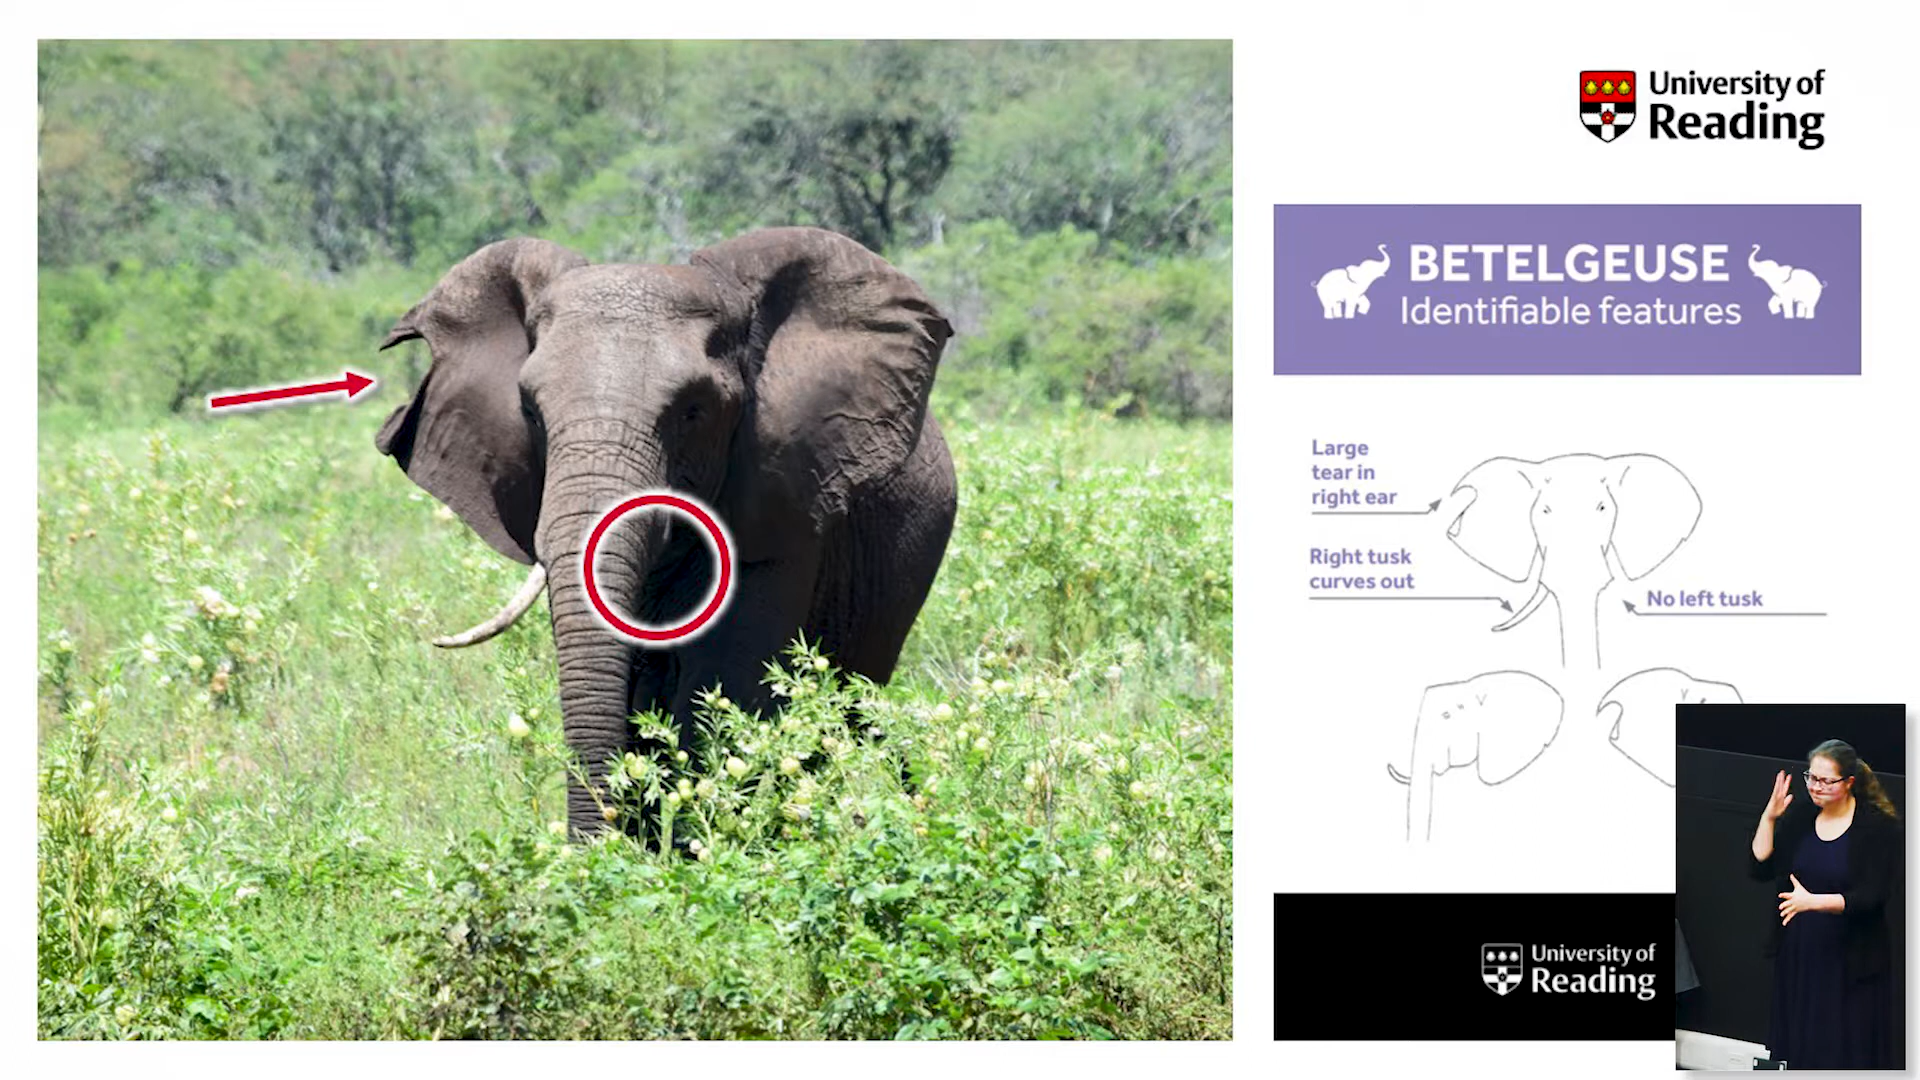 University of
Reading
BETELGEUSE
Identifiable features
Large
tear in
right ear
Right tusk
curves out
No left tusk
University of
Reading